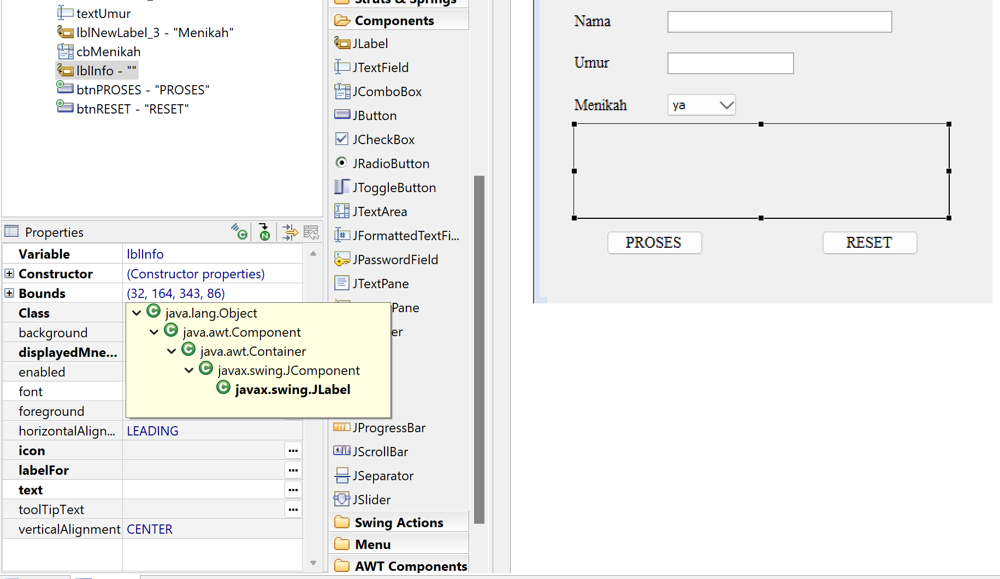 textUmur
lblNewLabel_3 - "Menikah"
cbMenikah
lblInfo - ""
btnPROSES - "PROSES"
btnRESET - "RESET"
Properties
Variable lblInfo
Constructor (Constructor properties)
Bounds (32, 164, 343, 86)
Class
background
displayedMne...
enabled
font
foreground
horizontalAlign... LEADING
icon
labelFor
text
toolTipText
verticalAlignment CENTER
java.lang.Object
java.awt.Component
java.awt.Container
javax.swing.JComponent
javax.swing.JLabel
Struts & Springs
Components
JLabel
JTextField
JComboBox
JButton
JCheckBox
JRadioButton
JToggleButton
JTextArea
JFormattedTextFi...
JPasswordField
JTextPane
Pane
er
JProgressBar
JScrollBar
JSeparator
JSlider
Swing Actions
Menu
AWT Components
Nama
Umur
Menikah ya
PROSES RESET